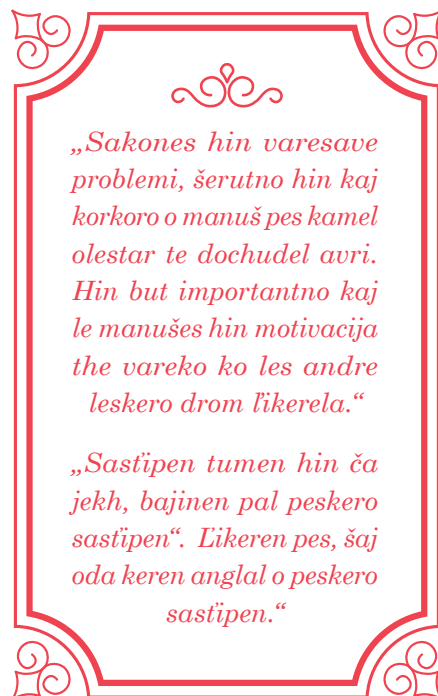 „Sakones hin varesave
problemi, šerutno hin kaj
korkoro o manuš pes kamel
olestar te dochudel avri.
Hin but importantno kaj
le manušes hin motivacija
the vareko ko les andre
leskero drom ľikerela.“
„Sasťipen tumen hin ča
jekh, bajinen pal peskero
sasťipen“. Ľikeren pes, šaj
oda keren anglal o peskero
sasťipen.“